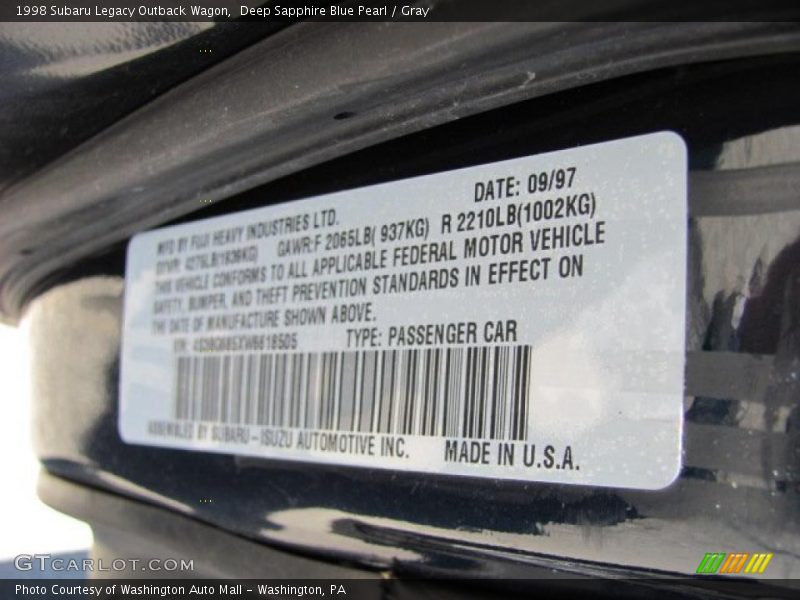 1998 Subaru Legacy Outback Wagon, Deep Sapphire Blue Pearl / Gray
DATE: 09/97
MFG BY FUJI HEAVY INDUSTRIES LTD.
GAWR:F 2065LB( 937KG) R 2210LB(1002KG)
THIS VEHICLE CONFORMS TO ALL APPLICABLE FEDERAL MOTOR VEHICLE
SAFETY, BUMPER, AND THEFT PREVENTION STANDARDS IN EFFECT ON
THE DATE OF MANUFACTURE SHOWN ABOVE.
TYPE: PASSENGER CAR
ASSEMBLED BY SUBARU - ISUZU AUTOMOTIVE INC. MADE IN U.S.A.
GTCARLOT.COM
Photo Courtesy of Washington Auto Mall - Washington, PA